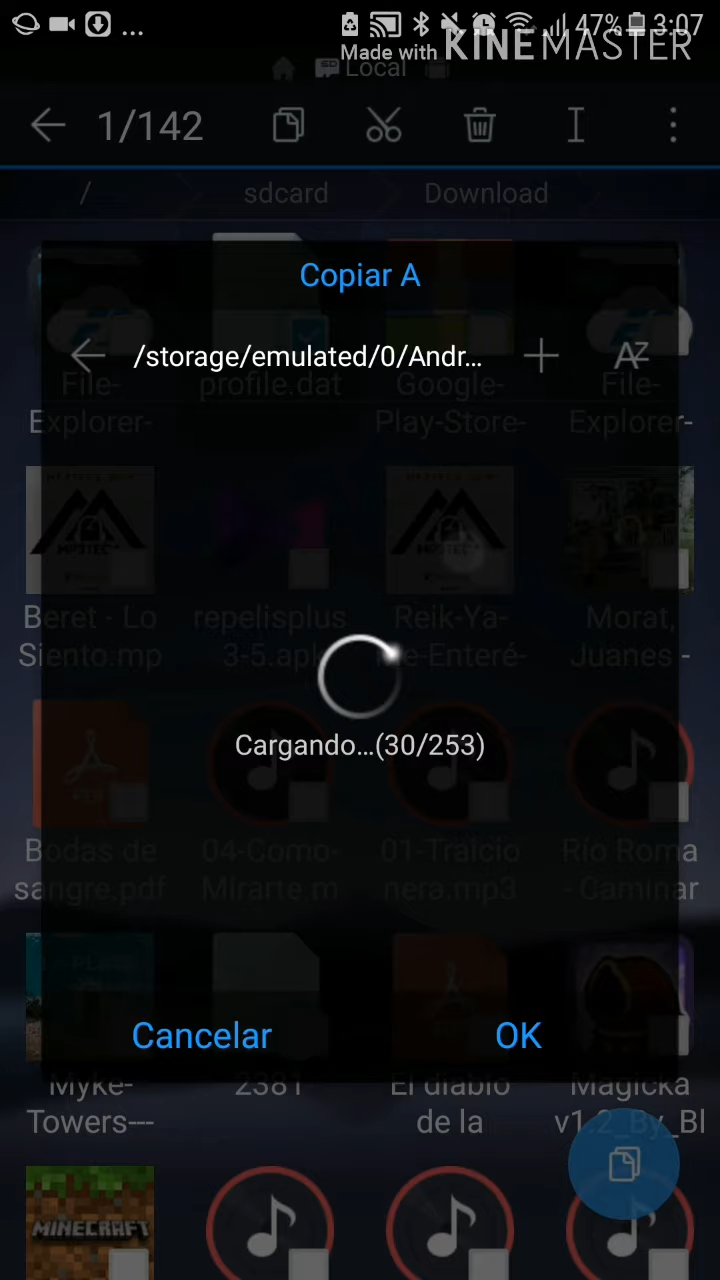 ... 47% 3:07
Made with KINEMASTER
Local
1/142
/ sdcard Download
Copiar A
/storage/emulated/0/Andr...
File- profile.dat Google- File-
Explorer- Play-Store- Explorer-
Beret - Lo repelisplus Reik-Ya- Morat,
Siento.mp 3-5.apk Me-Enteré- Juanes -
Cargando...(30/253)
Bodas de 04-Como- 01-Traicio Río Roma
sangre.pdf Mirarte.m nera.mp3 - Caminar
Cancelar OK
Myke- 2381 El diablo Magicka
Towers--- de la v1.2_By_Bl
MINECRAFT